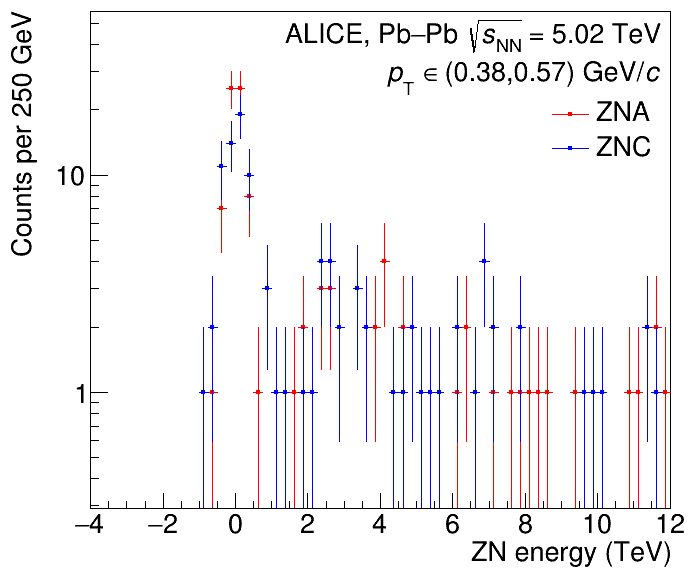 ALICE, Pb–Pb √sNN = 5.02 TeV
pT ∈ (0.38,0.57) GeV/c
ZNA
ZNC
Counts per 250 GeV
10
1
−4 −2 0 2 4 6 8 10 12
ZN energy (TeV)